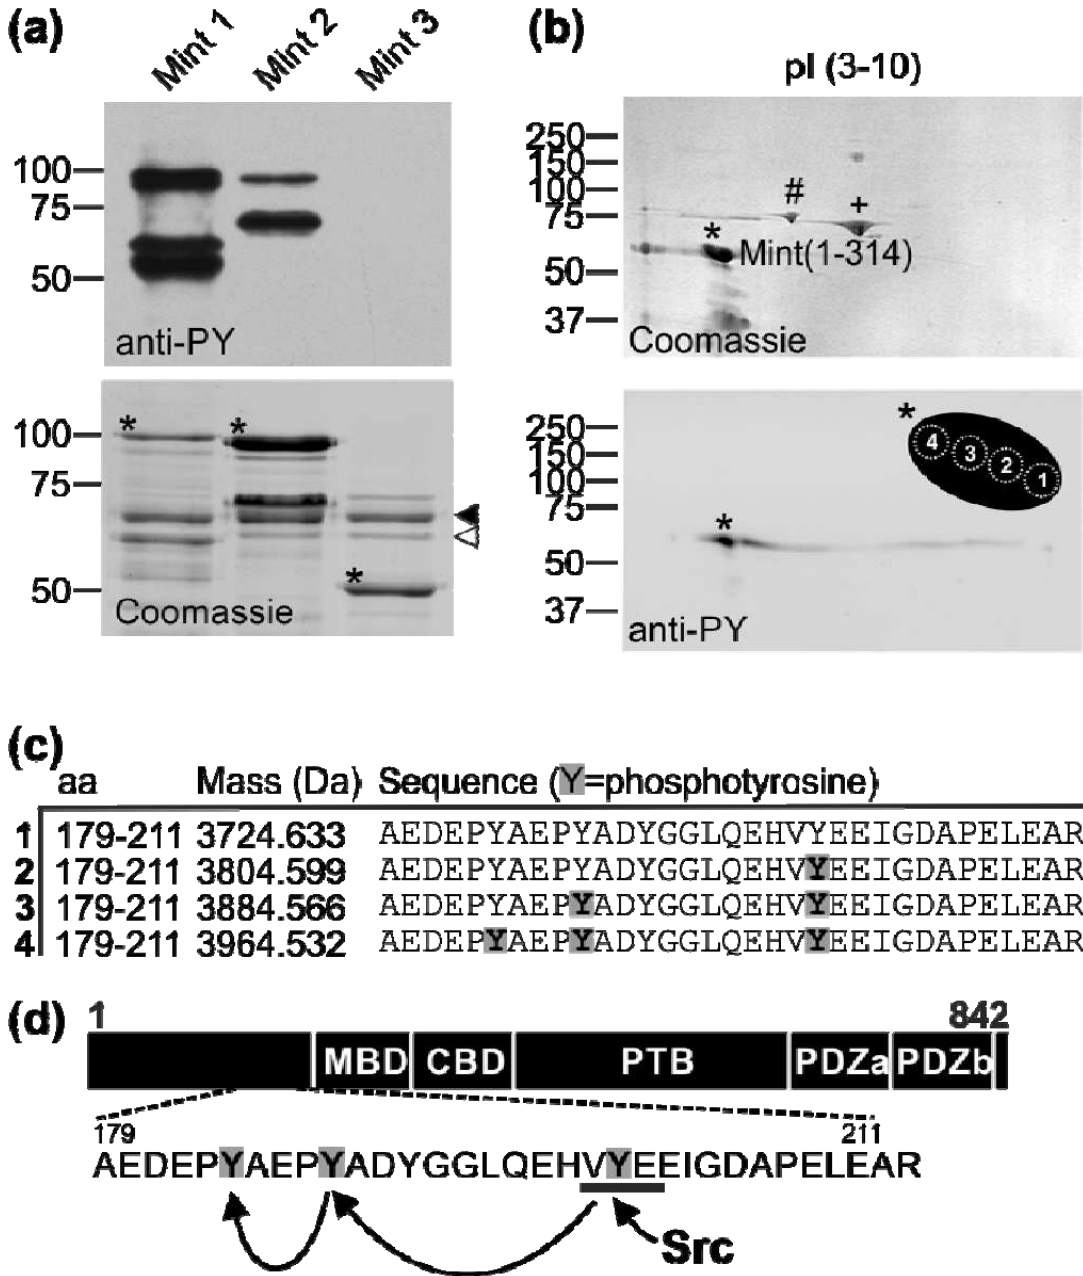 (a)
Mint 1 Mint 2 Mint 3
100
75
50
anti-PY
100
75
50
* * *
Coomassie
(b)
pI (3-10)
250
150
100
75
50
37
# +
* Mint(1-314)
Coomassie
250
150
100
75
50
37
* 4 3 2 1
*
anti-PY
(c)
aa Mass (Da) Sequence (Y=phosphotyrosine)
1 179-211 3724.633 AEDEPYAEPYADYGGLQEHVYEEIGDAPELEAR
2 179-211 3804.599 AEDEPYAEPYADYGGLQEHVYEEIGDAPELEAR
3 179-211 3884.566 AEDEPYAEPYADYGGLQEHVYEEIGDAPELEAR
4 179-211 3964.532 AEDEPYAEPYADYGGLQEHVYEEIGDAPELEAR
(d)
1 842
MBD CBD PTB PDZa PDZb
179 211
AEDEPYAEPYADYGGLQEHVYEEIGDAPELEAR
Src